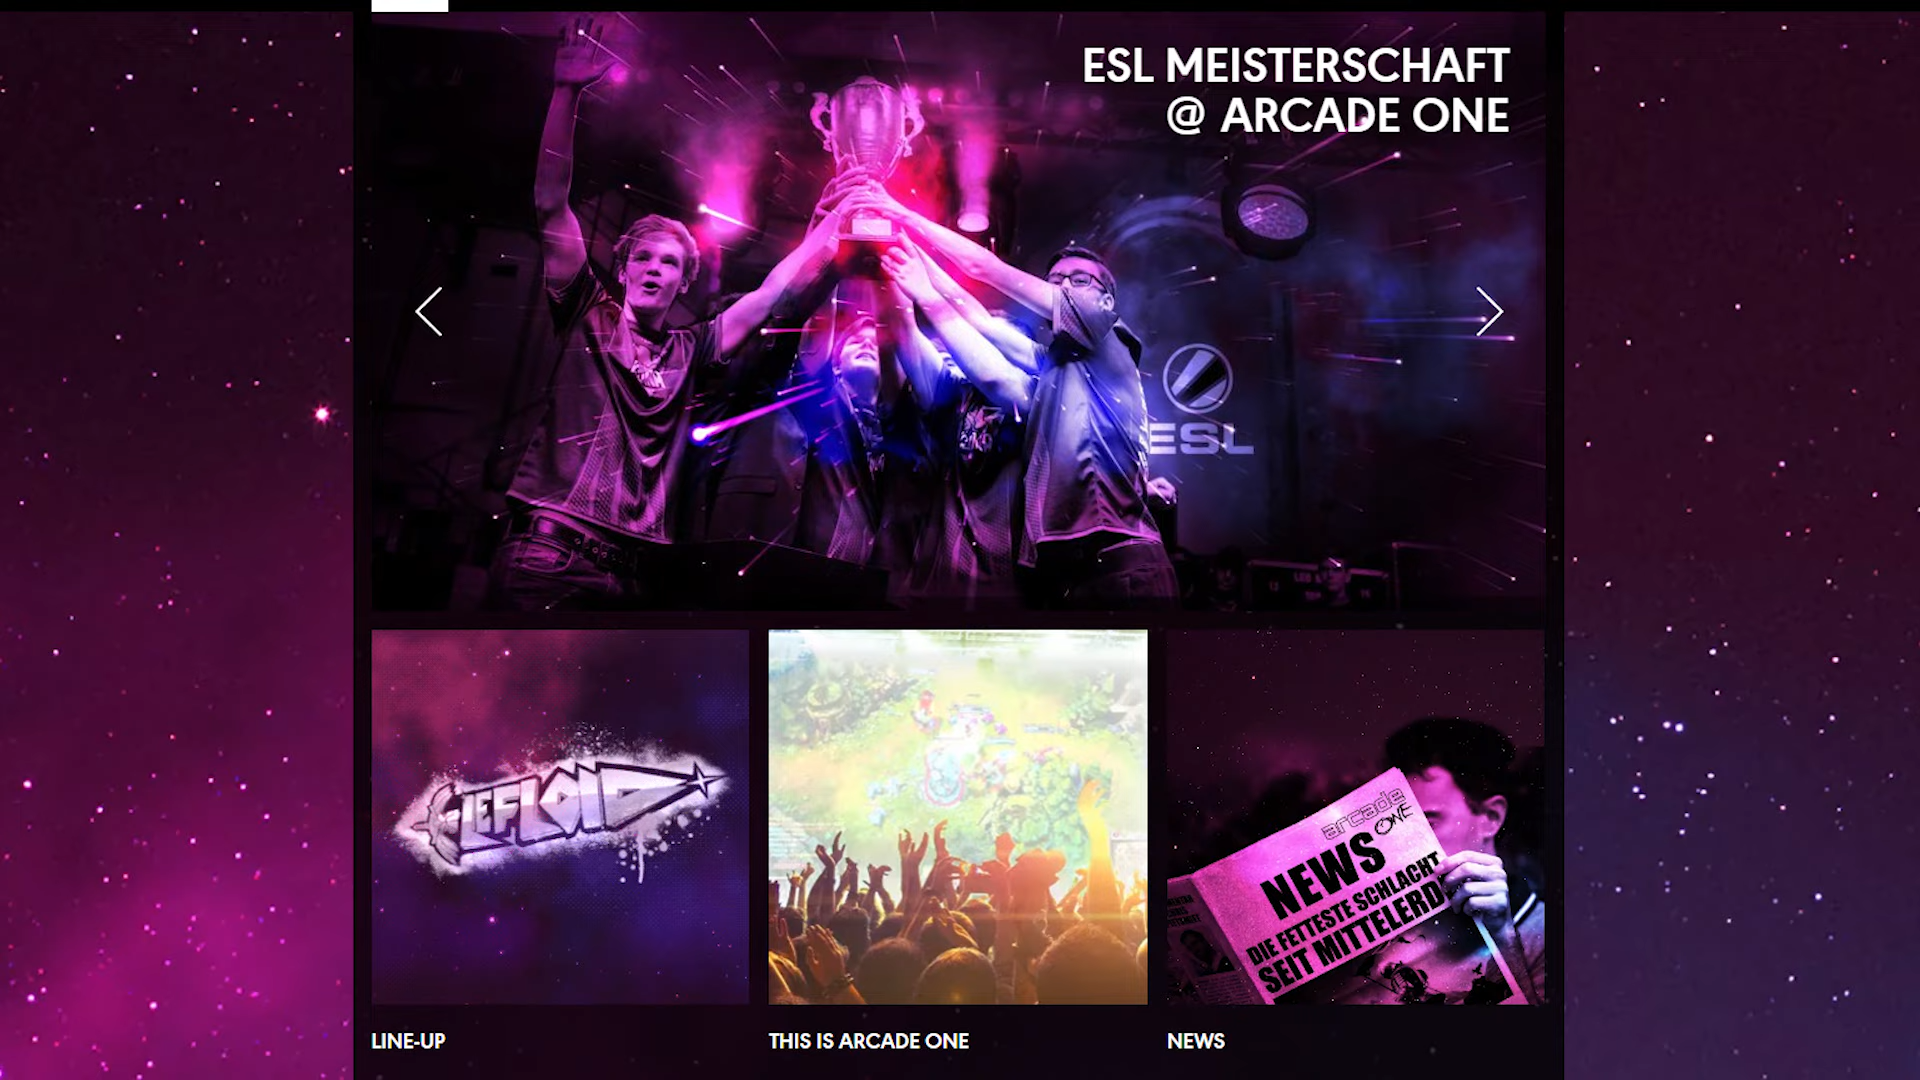 ESL MEISTERSCHAFT
@ ARCADE ONE
ESL
LEFLOID
arcade
ONE
NEWS
DIE FETTESTE SCHLACHT
SEIT MITTELERD
LINE-UP
THIS IS ARCADE ONE
NEWS